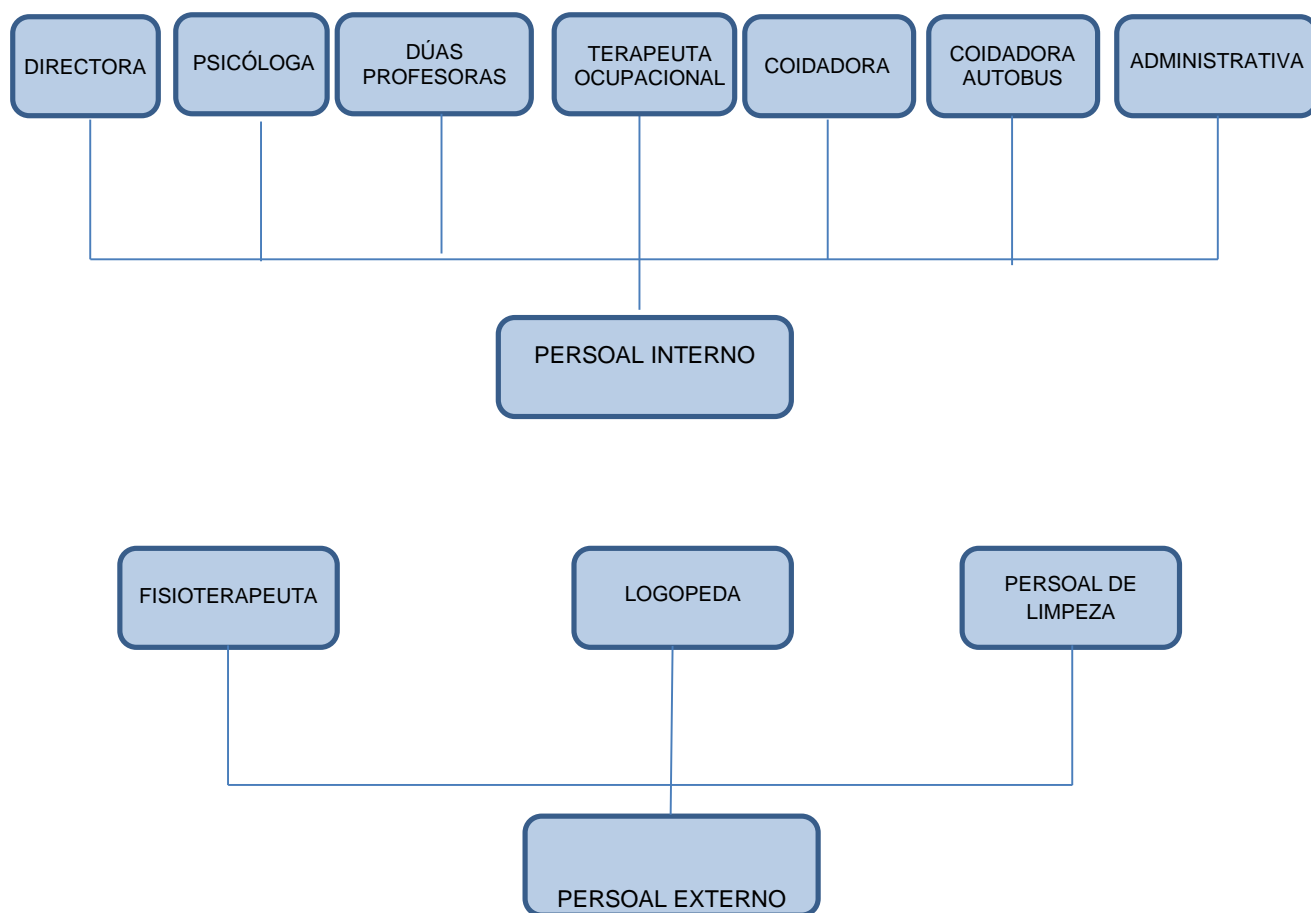 DIRECTORA
PSICÓLOGA
DÚAS
PROFESORAS
TERAPEUTA
OCUPACIONAL
COIDADORA
COIDADORA
AUTOBUS
ADMINISTRATIVA
PERSOAL INTERNO
FISIOTERAPEUTA
LOGOPEDA
PERSOAL DE
LIMPEZA
PERSOAL EXTERNO